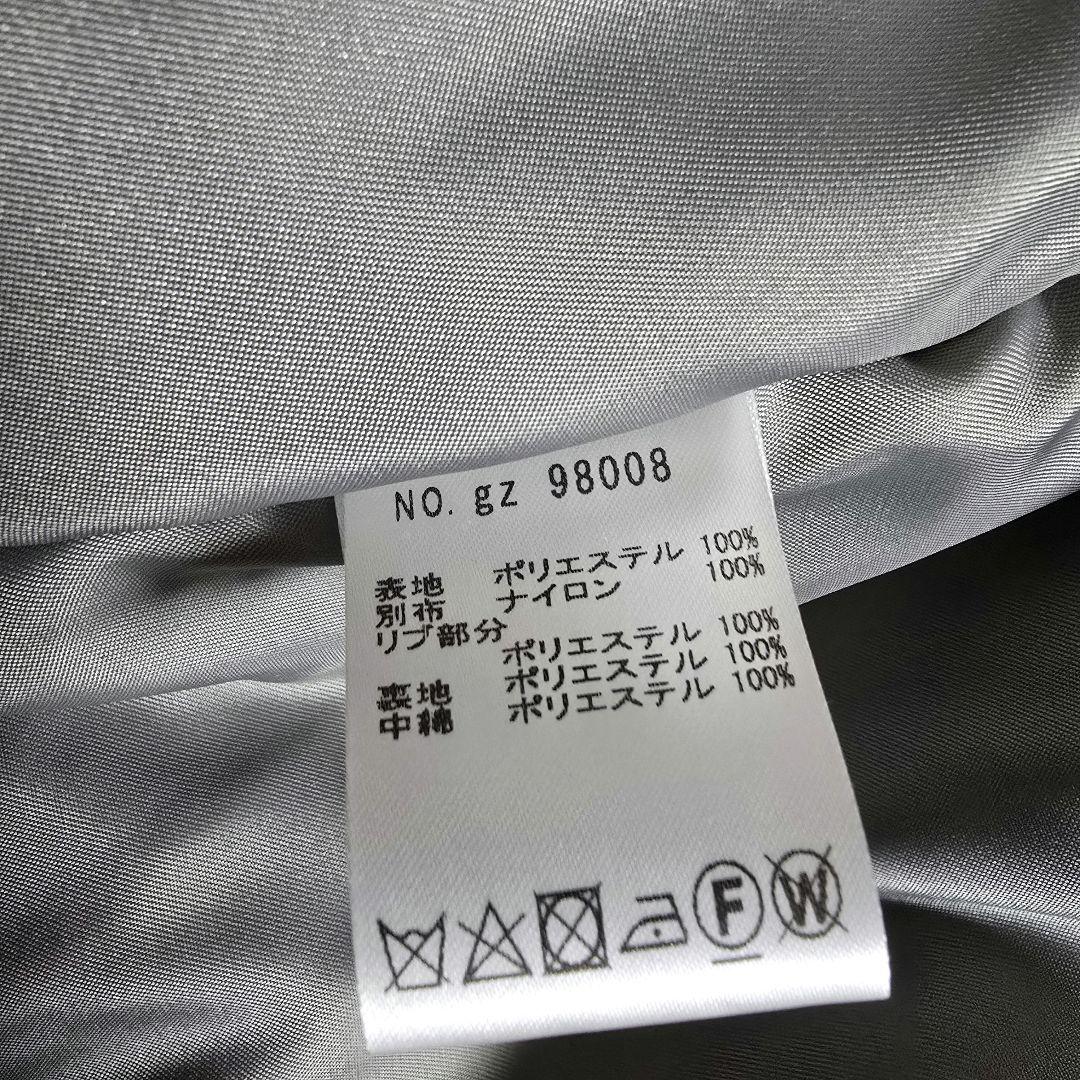 NO. gz 98008
表地 ポリエステル 100%
別布 ナイロン 100%
リブ部分
ポリエステル 100%
裏地 ポリエステル 100%
中綿 ポリエステル 100%
F W